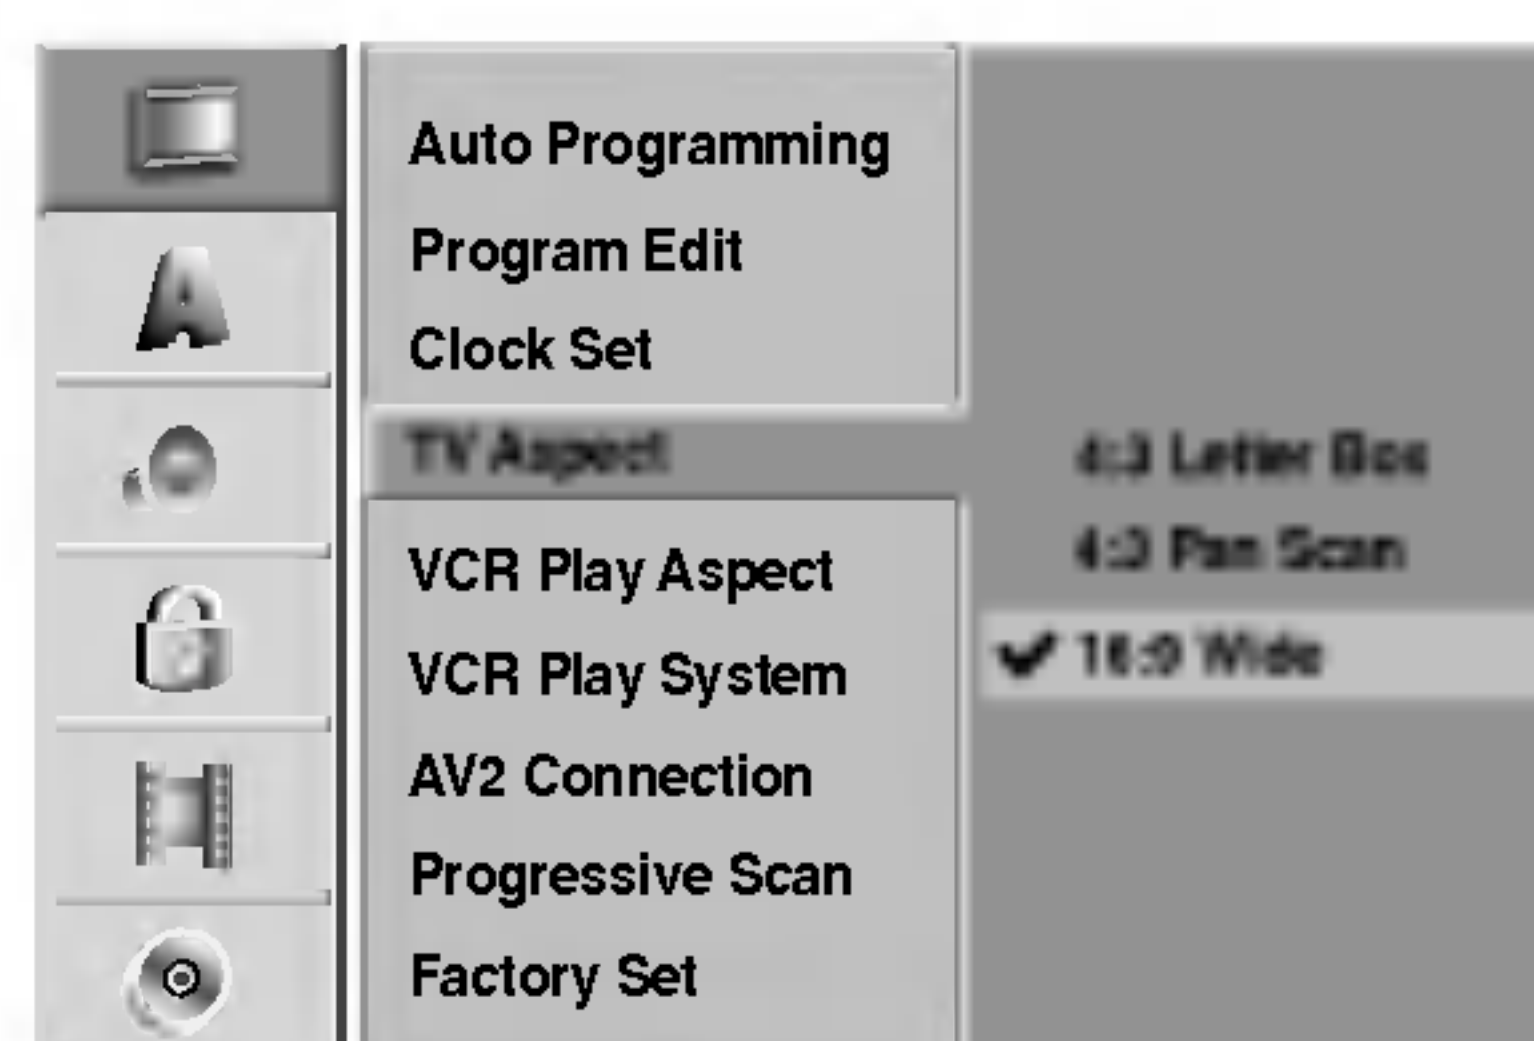 Auto Programming
Program Edit
Clock Set
TV Aspect
4:3 Letter Box
4:3 Pan Scan
16:9 Wide
VCR Play Aspect
VCR Play System
AV2 Connection
Progressive Scan
Factory Set